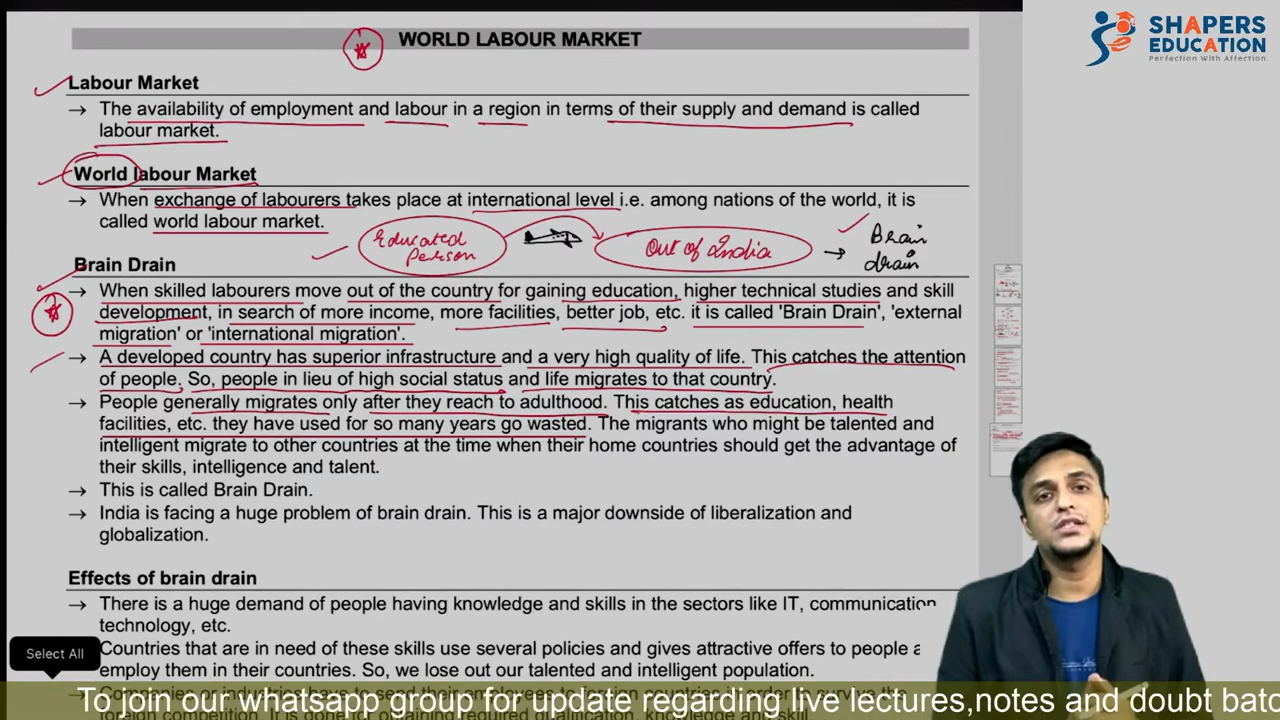 WORLD LABOUR MARKET
SHAPERS
EDUCATION
Perfection With Affection
Labour Market
→ The availability of employment and labour in a region in terms of their supply and demand is called
labour market.
World labour Market
→ When exchange of labourers takes place at international level i.e. among nations of the world, it is
called world labour market.
Educated
person
Out of India
→ Brain
drain
Brain Drain
→ When skilled labourers move out of the country for gaining education, higher technical studies and skill
development, in search of more income, more facilities, better job, etc. it is called 'Brain Drain', 'external
migration' or 'international migration'.
→ A developed country has superior infrastructure and a very high quality of life. This catches the attention
of people. So, people in lieu of high social status and life migrates to that country.
→ People generally migrates only after they reach to adulthood. This catches as education, health
facilities, etc. they have used for so many years go wasted. The migrants who might be talented and
intelligent migrate to other countries at the time when their home countries should get the advantage of
their skills, intelligence and talent.
→ This is called Brain Drain.
→ India is facing a huge problem of brain drain. This is a major downside of liberalization and
globalization.
Effects of brain drain
→ There is a huge demand of people having knowledge and skills in the sectors like IT, communication
technology, etc.
Select All
Countries that are in need of these skills use several policies and gives attractive offers to people a
employ them in their countries. So, we lose out our talented and intelligent population.
To join our whatsapp group for update regarding live lectures,notes and doubt batc